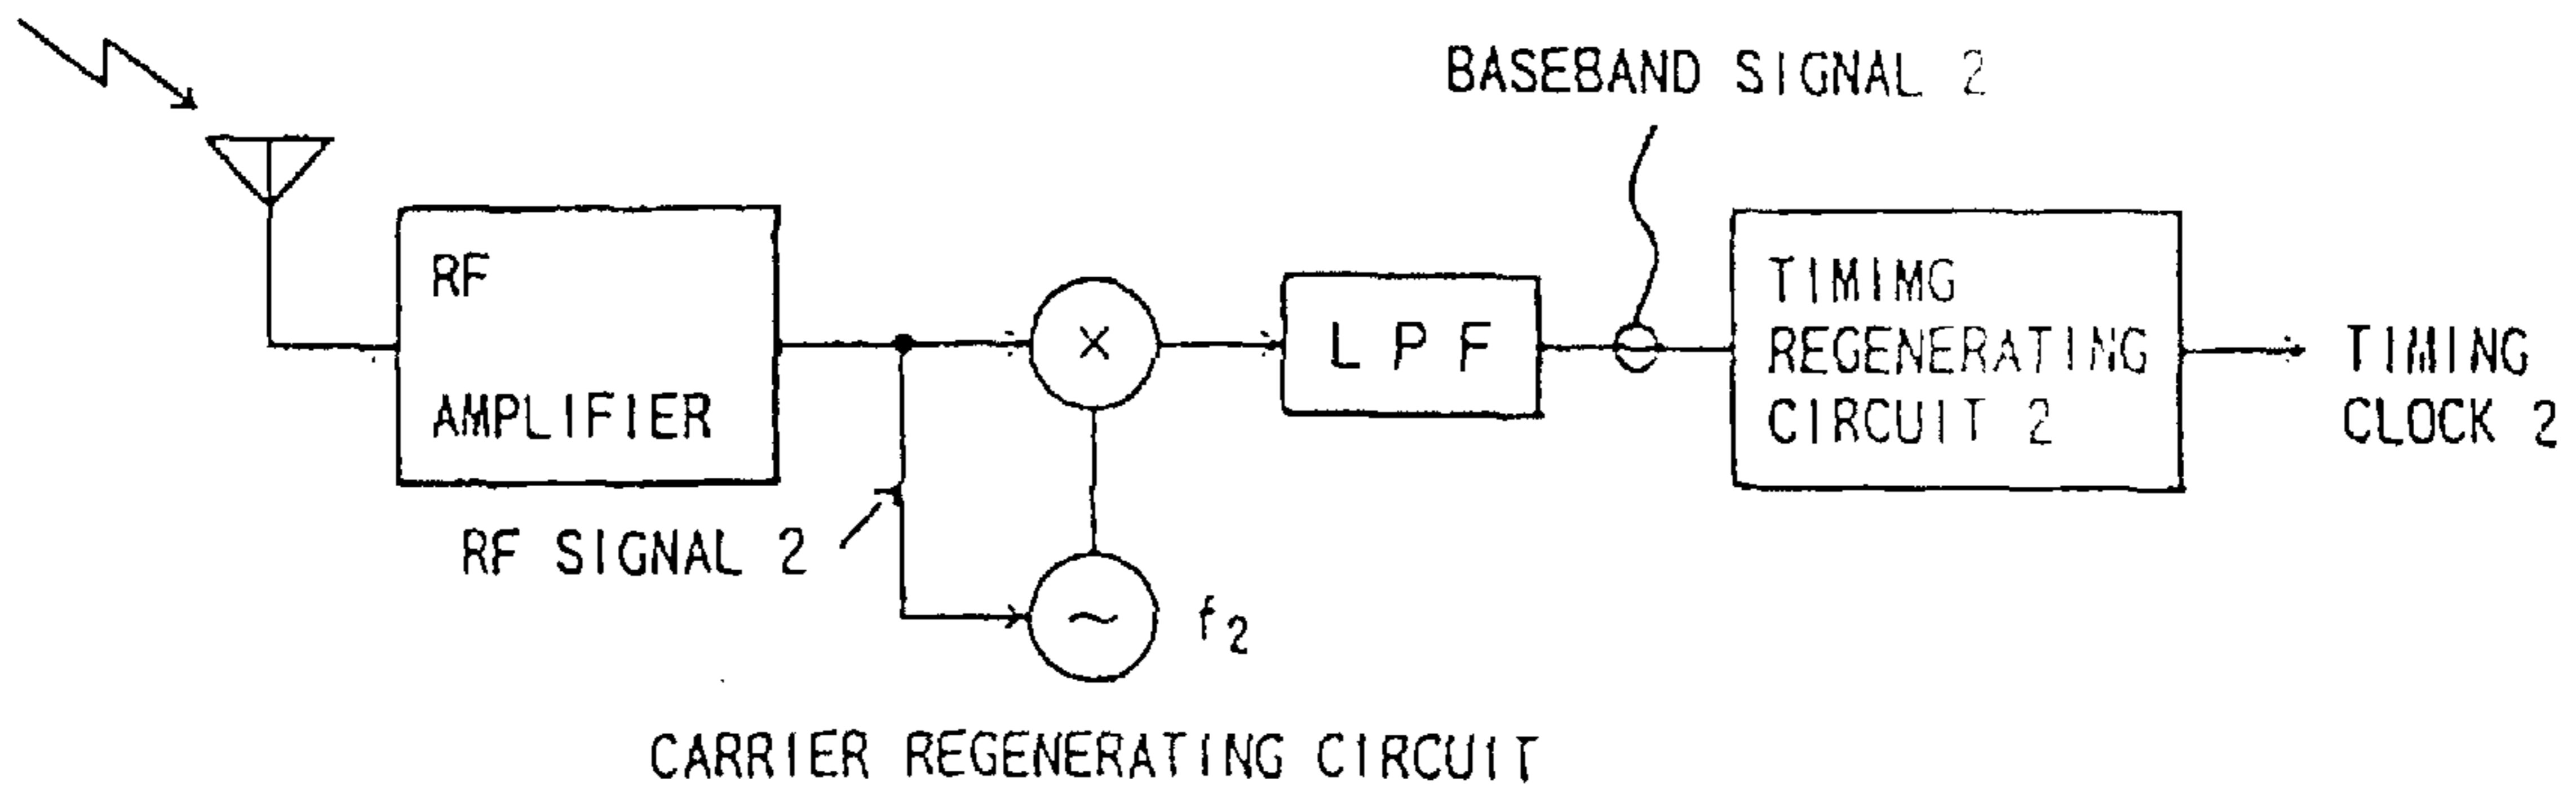 BASEBAND SIGNAL 2
RF
AMPLIFIER
×
L P F
TIMIMG
REGENERATING
CIRCUIT 2
TIMING
CLOCK 2
RF SIGNAL 2
~
f2
CARRIER REGENERATING CIRCUIT